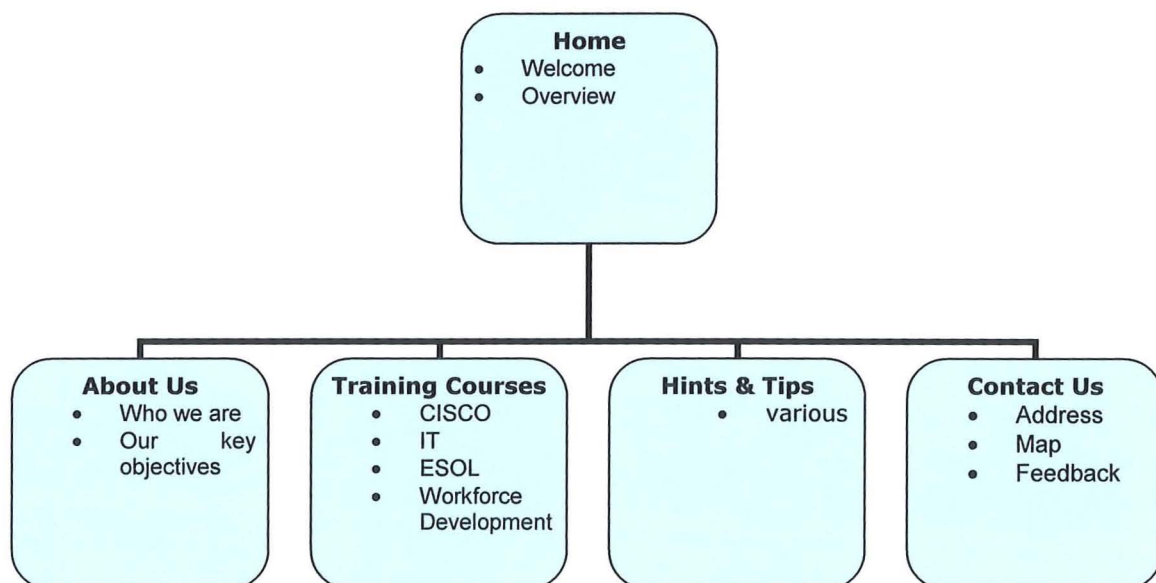 Home
• Welcome
• Overview
About Us
• Who we are
• Our key
objectives
Training Courses
• CISCO
• IT
• ESOL
• Workforce
Development
Hints & Tips
• various
Contact Us
• Address
• Map
• Feedback